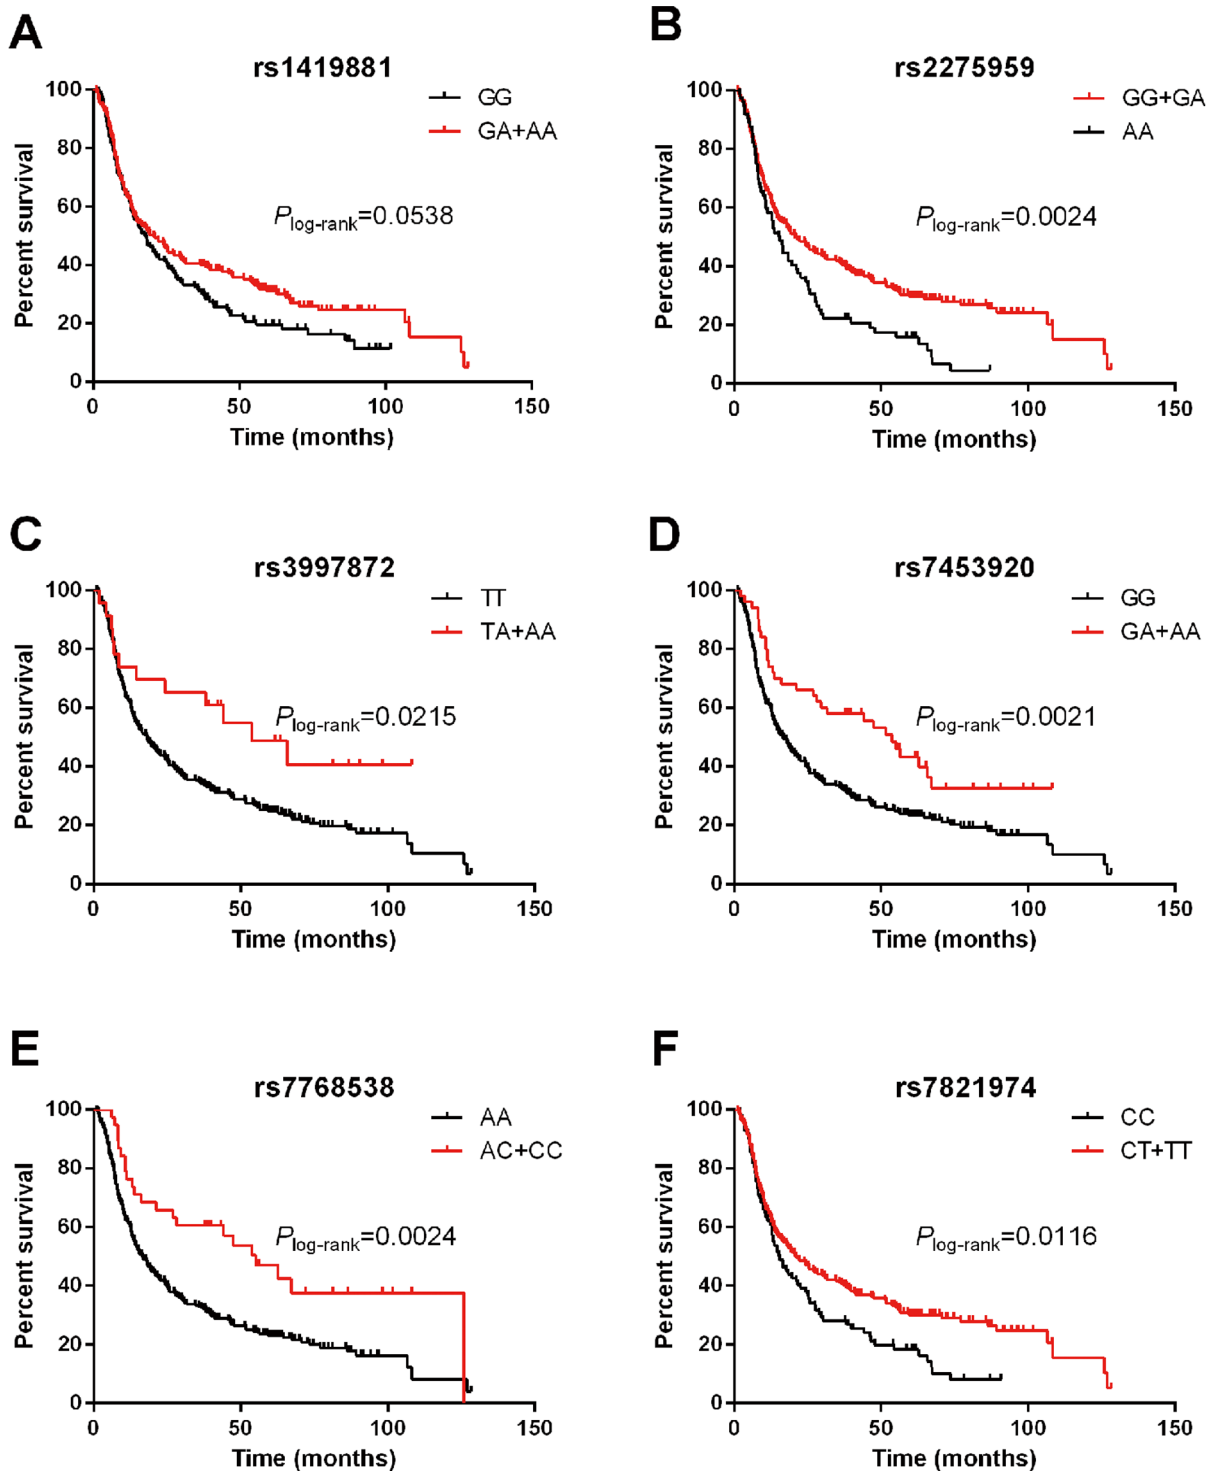 A
rs1419881
GG
GA+AA
Plog-rank=0.0538
Percent survival
100
80
60
40
20
0
0 50 100 150
Time (months)
B
rs2275959
GG+GA
AA
Plog-rank=0.0024
Percent survival
100
80
60
40
20
0
0 50 100 150
Time (months)
C
rs3997872
TT
TA+AA
Plog-rank=0.0215
Percent survival
100
80
60
40
20
0
0 50 100 150
Time (months)
D
rs7453920
GG
GA+AA
Plog-rank=0.0021
Percent survival
100
80
60
40
20
0
0 50 100 150
Time (months)
E
rs7768538
AA
AC+CC
Plog-rank=0.0024
Percent survival
100
80
60
40
20
0
0 50 100 150
Time (months)
F
rs7821974
CC
CT+TT
Plog-rank=0.0116
Percent survival
100
80
60
40
20
0
0 50 100 150
Time (months)